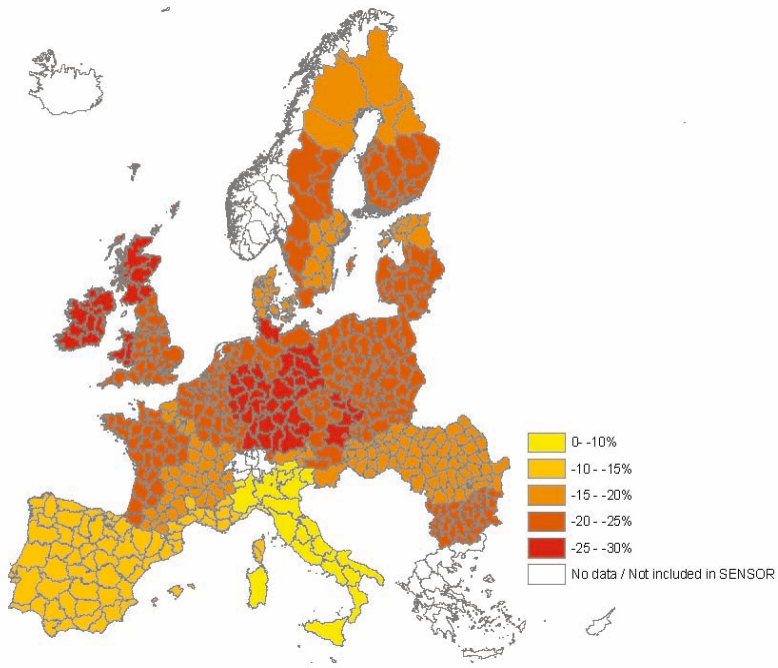 0- -10%
-10 - -15%
-15 - -20%
-20 - -25%
-25 - -30%
No data / Not included in SENSOR